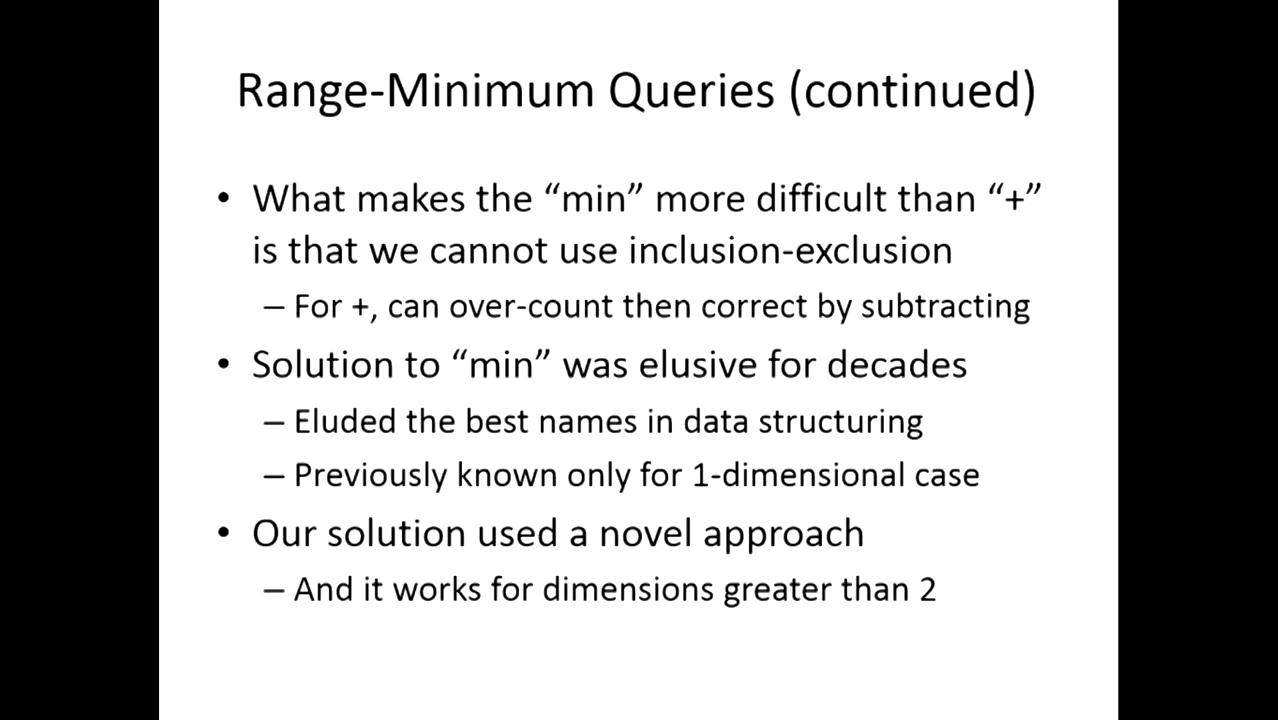 Range-Minimum Queries (continued)
• What makes the “min” more difficult than “+”
is that we cannot use inclusion-exclusion
– For +, can over-count then correct by subtracting
• Solution to “min” was elusive for decades
– Eluded the best names in data structuring
– Previously known only for 1-dimensional case
• Our solution used a novel approach
– And it works for dimensions greater than 2